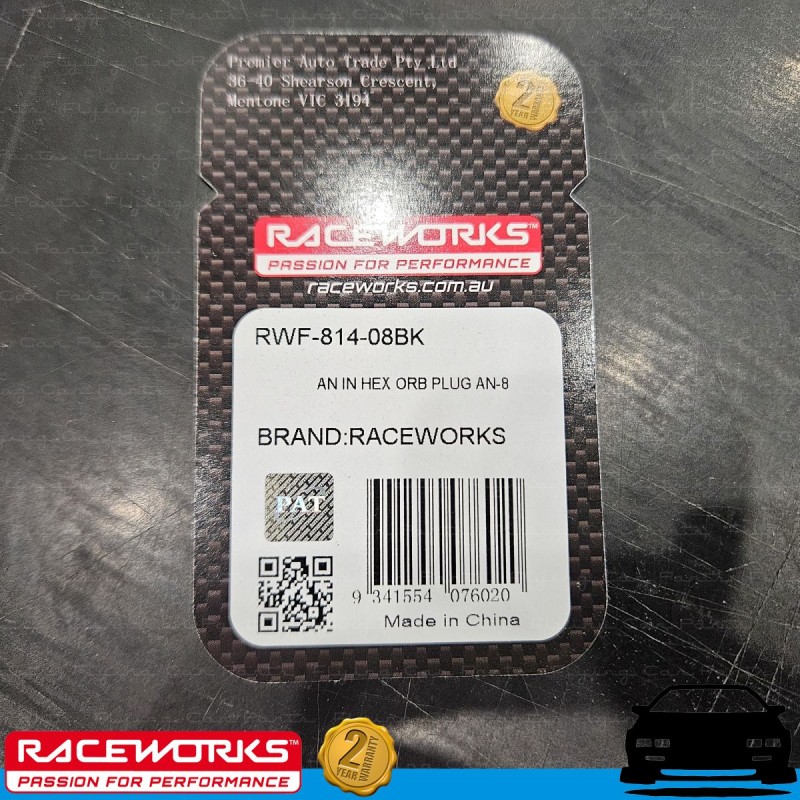 Premier Auto Trade Pty Ltd
36-40 Shearson Crescent,
Mentone VIC 3194
2
YEAR WARRANTY
RACEWORKS™
PASSION FOR PERFORMANCE
raceworks.com.au
RWF-814-08BK
AN IN HEX ORB PLUG AN-8
BRAND:RACEWORKS
PAT
9 341554 076020
Made in China
RACEWORKS™
PASSION FOR PERFORMANCE
2
YEAR WARRANTY